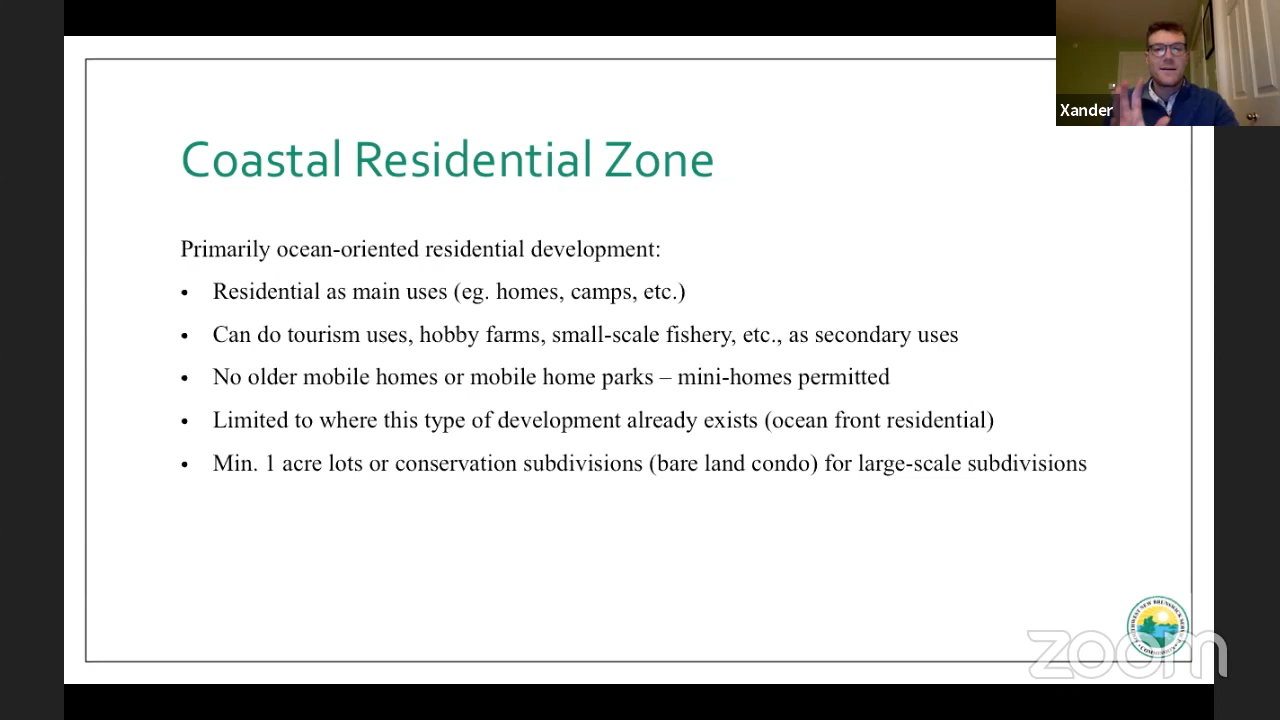 Xander
Coastal Residential Zone
Primarily ocean-oriented residential development:
• Residential as main uses (eg. homes, camps, etc.)
• Can do tourism uses, hobby farms, small-scale fishery, etc., as secondary uses
• No older mobile homes or mobile home parks – mini-homes permitted
• Limited to where this type of development already exists (ocean front residential)
• Min. 1 acre lots or conservation subdivisions (bare land condo) for large-scale subdivisions
zoom